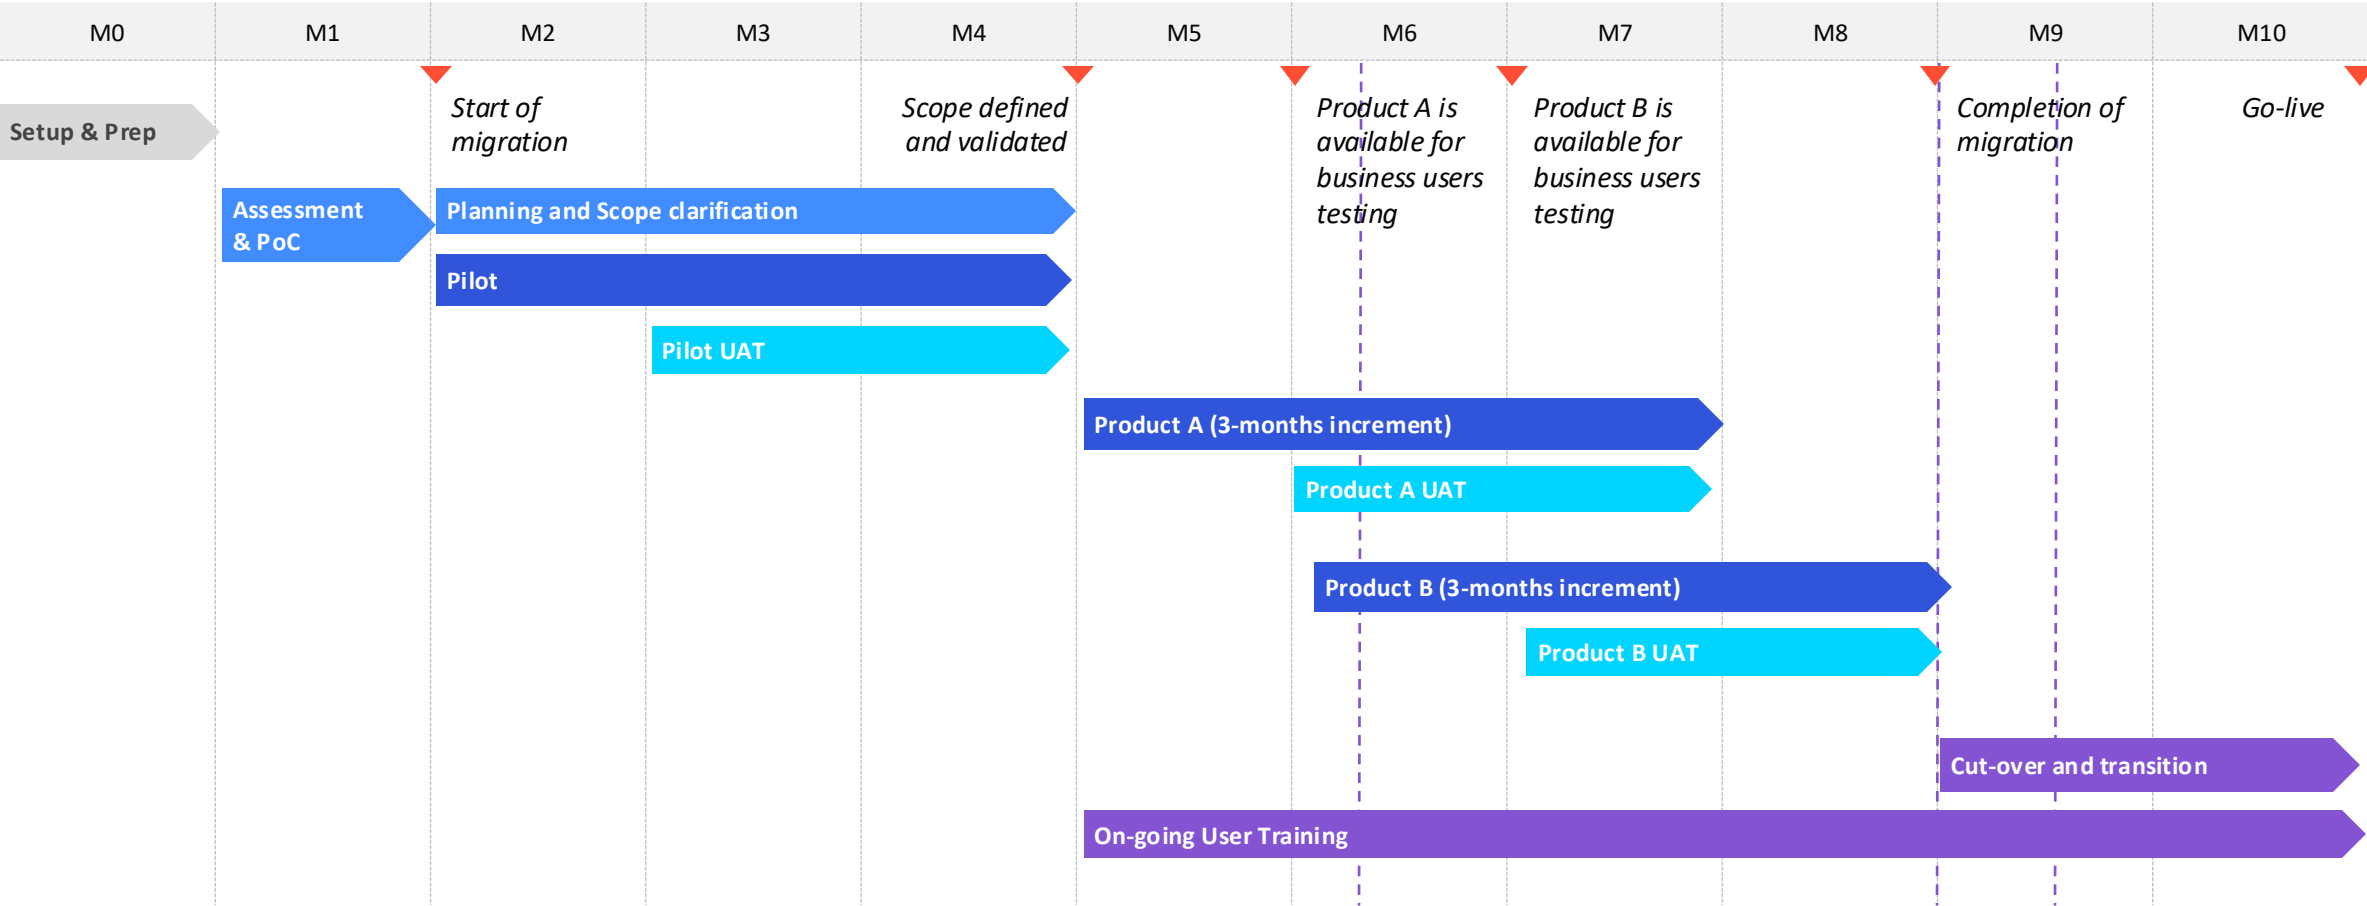 M0 M1 M2 M3 M4 M5 M6 M7 M8 M9 M10
Setup & Prep
Start of
migration
Scope defined
and validated
Product A is
available for
business users
testing
Product B is
available for
business users
testing
Completion of
migration
Go-live
Assessment
& PoC
Planning and Scope clarification
Pilot
Pilot UAT
Product A (3-months increment)
Product A UAT
Product B (3-months increment)
Product B UAT
Cut-over and transition
On-going User Training